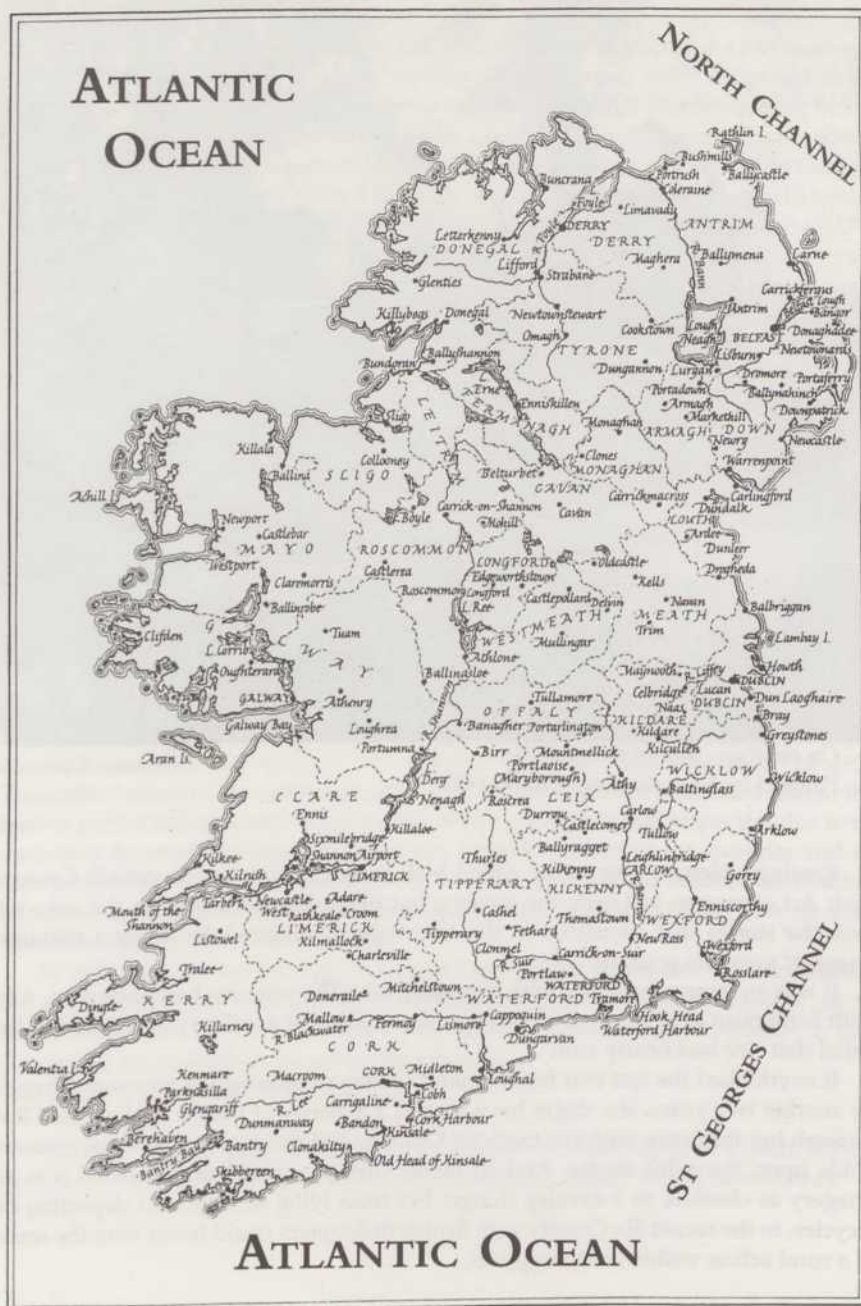 ATLANTIC
OCEAN
NORTH CHANNEL
Rathlin I.
Bushmills
Portrush
Ballycastle
Coleraine
Buncrana
L.
Foyle
Limavady
ANTRIM
DERRY
R. Foyle
DERRY
Letterkenny
DONEGAL
Lifford
Strabane
Maghera
R. Bann
Ballymena
Larne
Glenties
Carrickfergus
Antrim
Bangor
Killybegs
Donegal
Newtownstewart
Cookstown
Lough
Neagh
BELFAST
Donaghadee
Newtownards
Omagh
TYRONE
Lisburn
Ballyshannon
Bundoran
Dungannon
Lurgan
Dromore
Portaferry
Portadown
Ballynahinch
L.
Erne
Enniskillen
Armagh
Markethill
Downpatrick
Sligo
Monaghan
ARMAGH
DOWN
Newcastle
Killala
Clones
Newry
MONAGHAN
Warrenpoint
Collooney
Ballina
SLIGO
Belturbet
CAVAN
Carrickmacross
Carlingford
Dundalk
Achill I.
Boyle
Carrick-on-Shannon
Cavan
LOUTH
Mohill
Ardee
Newport
Castlebar
Dunleer
MAYO
ROSCOMMON
Westport
Castlerea
LONGFORD
Oldcastle
Drogheda
Claremorris
Edgeworthstown
Kells
Roscommon
Longford
Castlepollard
Navan
Ballinrobe
L. Ree
Delvin
MEATH
Balbriggan
WESTMEATH
Trim
Clifden
Tuam
Mullingar
Lambay I.
L. Corrib
Athlone
Oughterard
Maynooth
R. Liffey
Howth
DUBLIN
Ballinasloe
Celbridge
Lucan
DUBLIN
Dun Laoghaire
GALWAY
Athenry
Tullamore
Naas
R. Shannon
OFFALY
KILDARE
Bray
Galway Bay
Loughrea
Banagher
Portarlington
Kildare
Greystones
Portumna
Birr
Mountmellick
Kilcullen
Aran Is.
Portlaoise
(Maryborough)
WICKLOW
Derg
Athy
Wicklow
CLARE
Nenagh
Roscrea
LEIX
Baltinglass
Ennis
Durrow
Carlow
Killaloe
Castlecomer
Arklow
Sixmilebridge
Tullow
Kilkee
Shannon Airport
Thurles
Ballyragget
Leighlinbridge
Kilrush
LIMERICK
Kilkenny
CARLOW
Gorey
Tarbert
Newcastle
West
Adare
TIPPERARY
KILKENNY
Mouth of the
Shannon
Rathkeale
Croom
Cashel
Thomastown
Enniscorthy
LIMERICK
WEXFORD
Listowel
Kilmallock
Tipperary
Fethard
New Ross
Charleville
Clonmel
Carrick-on-Suir
Wexford
Tralee
R. Suir
Rosslare
Mitchelstown
Portlaw
WATERFORD
Dingle
KERRY
Doneraile
WATERFORD
Tramore
Mallow
Cappoquin
Hook Head
Killarney
R. Blackwater
Fermoy
Lismore
Waterford Harbour
Dungarvan
CORK
Valentia I.
Youghal
Kenmare
Macroom
CORK
Midleton
Parknasilla
Cobh
Glengariff
R. Lee
Carrigaline
Cork Harbour
Dunmanway
Bandon
Berehaven
Kinsale
Bantry Bay
Bantry
Clonakilty
Old Head of Kinsale
Skibbereen
ST GEORGES CHANNEL
ATLANTIC OCEAN